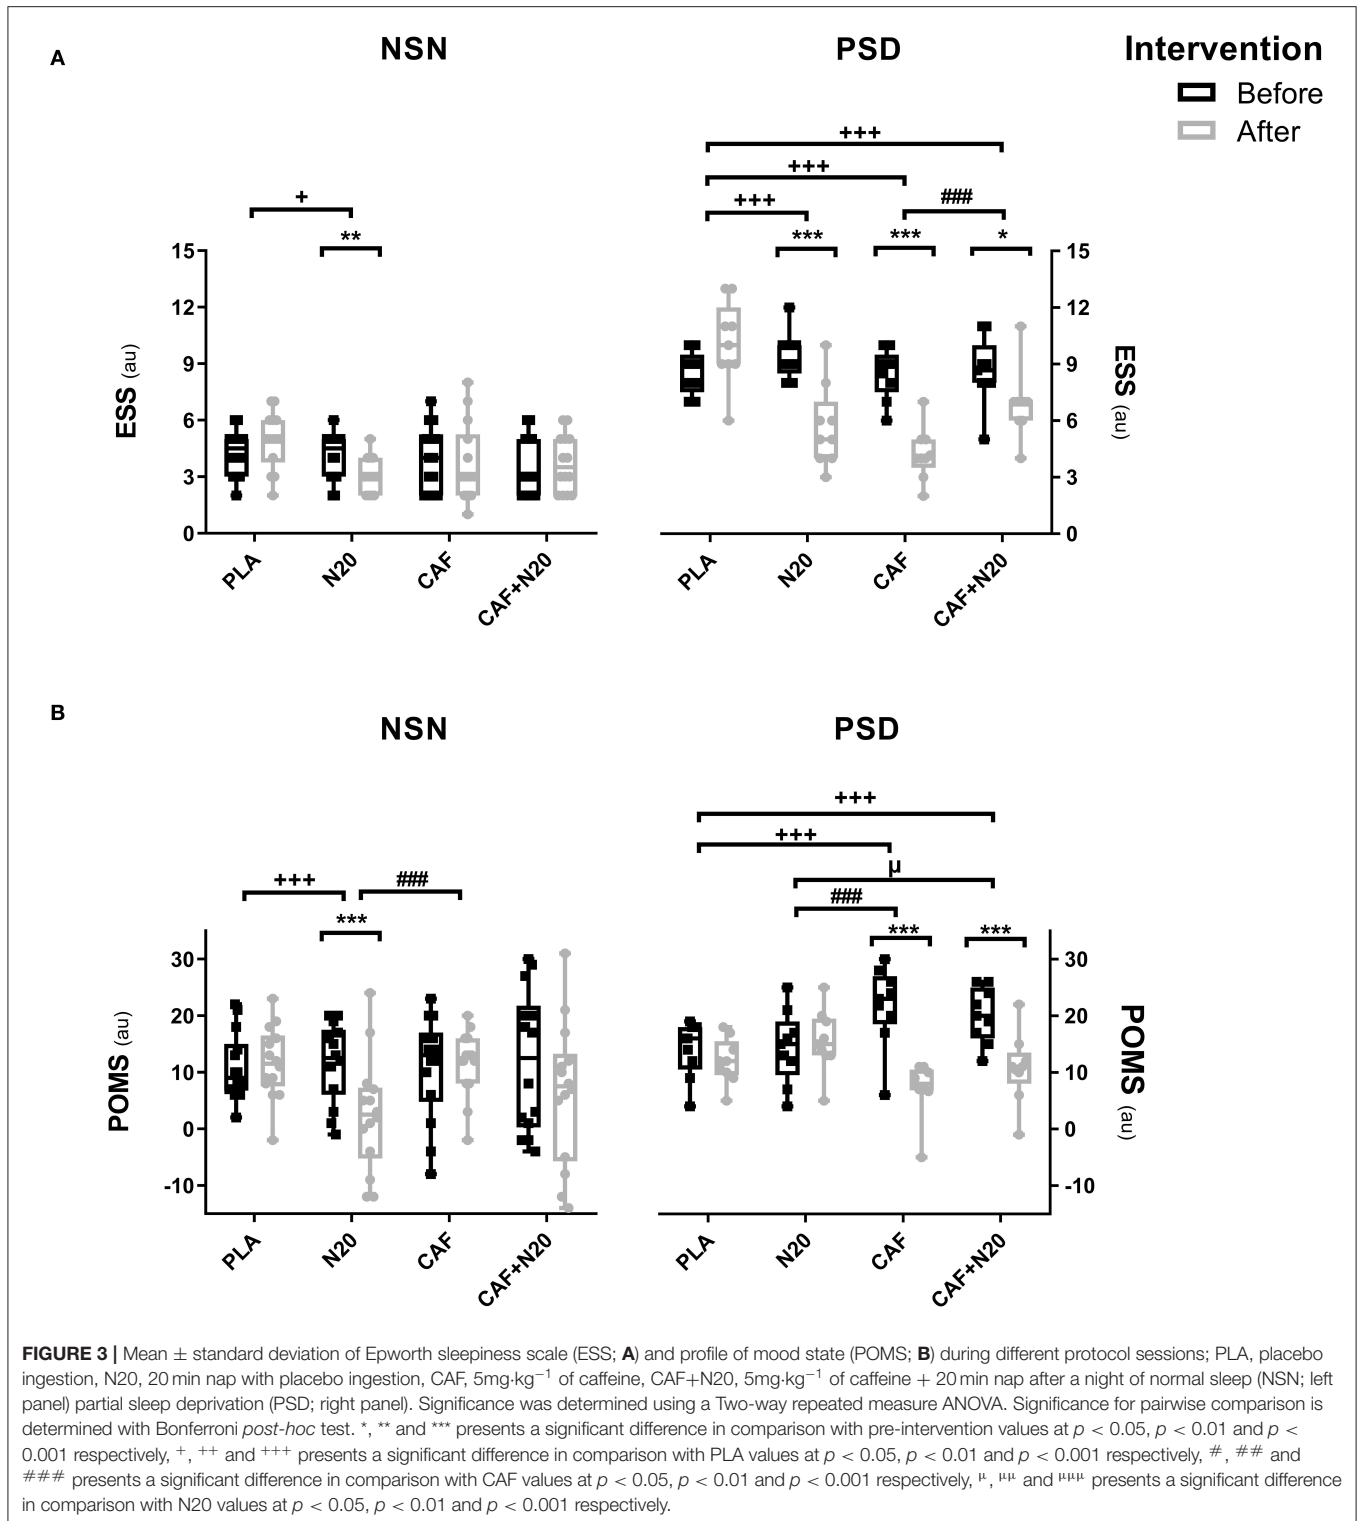 A
NSN
PSD
Intervention
Before
After
+++
+++
+
+++
###
**
***
***
*
15
12
9
6
3
0
ESS (au)
15
12
9
6
3
0
ESS (au)
PLA
N20
CAF
CAF+N20
PLA
N20
CAF
CAF+N20
B
NSN
PSD
+++
+++
µ
+++
###
###
***
***
***
30
20
10
0
-10
POMS (au)
30
20
10
0
-10
POMS (au)
PLA
N20
CAF
CAF+N20
PLA
N20
CAF
CAF+N20
FIGURE 3 | Mean ± standard deviation of Epworth sleepiness scale (ESS; A) and profile of mood state (POMS; B) during different protocol sessions; PLA, placebo
ingestion, N20, 20 min nap with placebo ingestion, CAF, 5mg·kg⁻¹ of caffeine, CAF+N20, 5mg·kg⁻¹ of caffeine + 20 min nap after a night of normal sleep (NSN; left
panel) partial sleep deprivation (PSD; right panel). Significance was determined using a Two-way repeated measure ANOVA. Significance for pairwise comparison is
determined with Bonferroni post-hoc test. *, ** and *** presents a significant difference in comparison with pre-intervention values at p < 0.05, p < 0.01 and p <
0.001 respectively, +, ++ and +++ presents a significant difference in comparison with PLA values at p < 0.05, p < 0.01 and p < 0.001 respectively, #, ## and
### presents a significant difference in comparison with CAF values at p < 0.05, p < 0.01 and p < 0.001 respectively, µ, µµ and µµµ presents a significant difference
in comparison with N20 values at p < 0.05, p < 0.01 and p < 0.001 respectively.